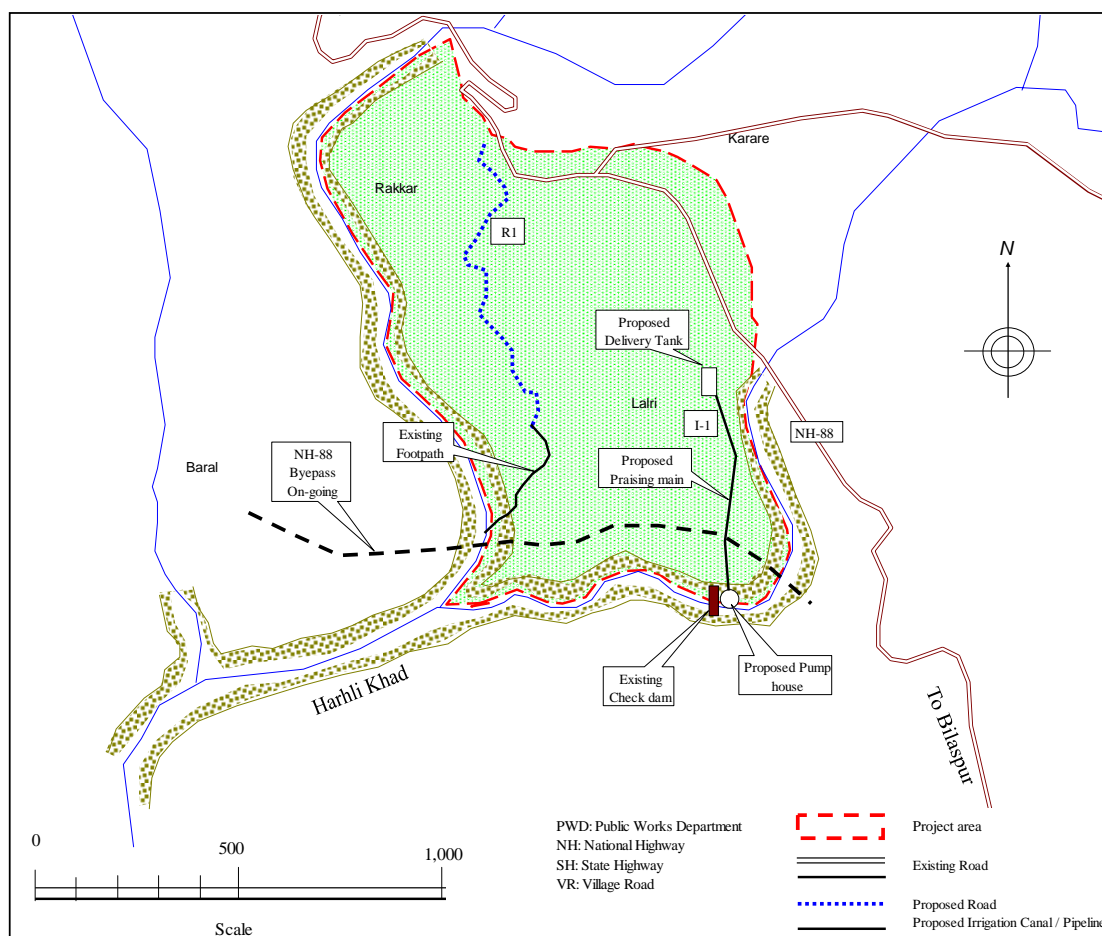 Karare
Rakkar
R1
N
Proposed
Delivery Tank
Lalri
I-1
NH-88
Existing
Footpath
Proposed
Praising main
Baral
NH-88
Byepass
On-going
Existing
Check dam
Proposed Pump
house
Harhli Khad
To Bilaspur
0
500
1,000
Scale
PWD: Public Works Department
NH: National Highway
SH: State Highway
VR: Village Road
Project area
Existing Road
Proposed Road
Proposed Irrigation Canal / Pipeline